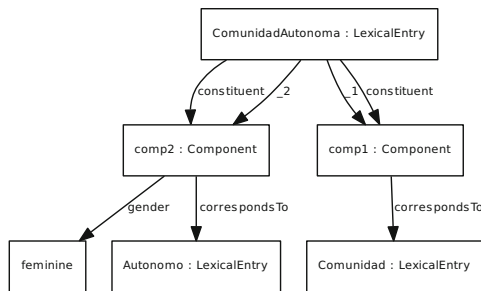 ComunidadAutonoma : LexicalEntry
constituent _2 _1 constituent
comp2 : Component comp1 : Component
gender correspondsTo correspondsTo
feminine Autonomo : LexicalEntry Comunidad : LexicalEntry